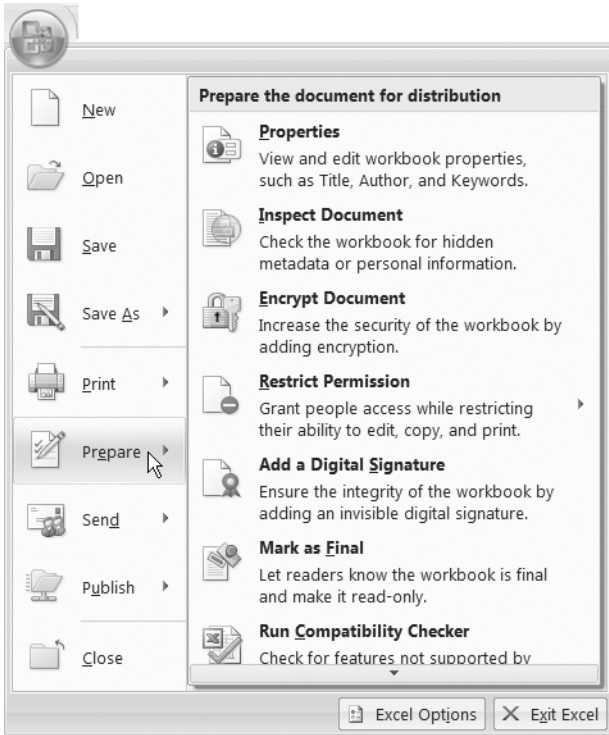 New
Open
Save
Save As
Print
Prepare
Send
Publish
Close
Prepare the document for distribution
Properties
View and edit workbook properties,
such as Title, Author, and Keywords.
Inspect Document
Check the workbook for hidden
metadata or personal information.
Encrypt Document
Increase the security of the workbook by
adding encryption.
Restrict Permission
Grant people access while restricting
their ability to edit, copy, and print.
Add a Digital Signature
Ensure the integrity of the workbook by
adding an invisible digital signature.
Mark as Final
Let readers know the workbook is final
and make it read-only.
Run Compatibility Checker
Check for features not supported by
Excel Options
Exit Excel